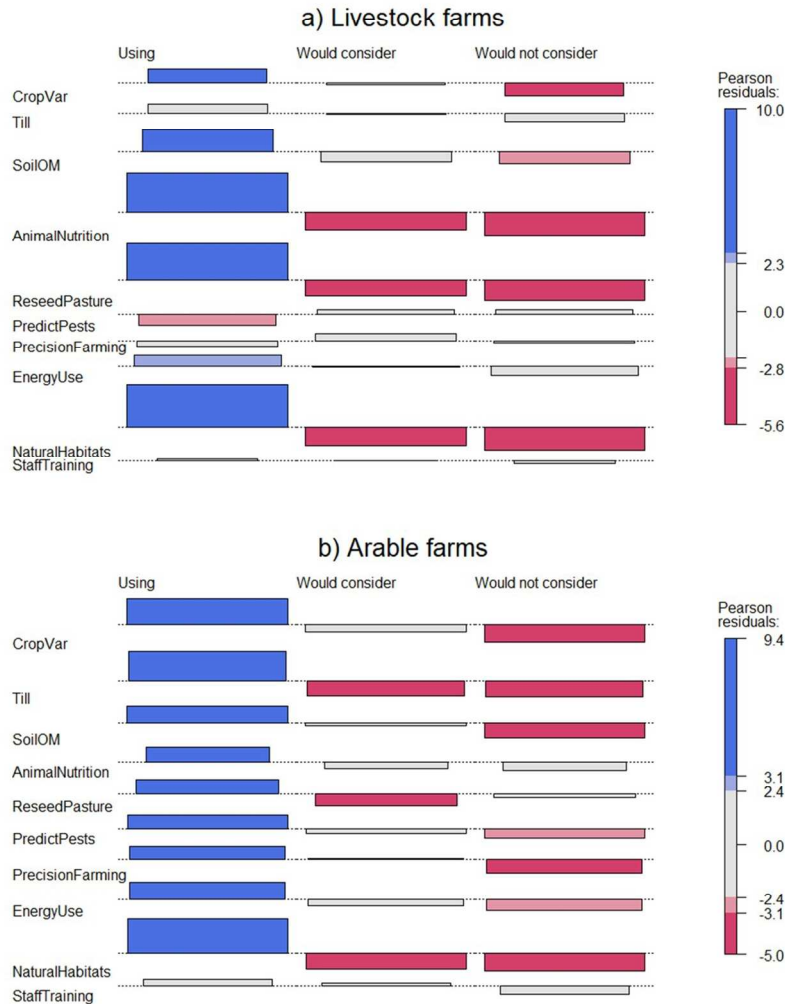 a) Livestock farms
Using Would consider Would not consider
CropVar
Till
SoilOM
AnimalNutrition
ReseedPasture
PredictPests
PrecisionFarming
EnergyUse
NaturalHabitats
StaffTraining
Pearson
residuals:
10.0
2.3
0.0
-2.8
-5.6
b) Arable farms
Using Would consider Would not consider
CropVar
Till
SoilOM
AnimalNutrition
ReseedPasture
PredictPests
PrecisionFarming
EnergyUse
NaturalHabitats
StaffTraining
Pearson
residuals:
9.4
3.1
2.4
0.0
-2.4
-3.1
-5.0